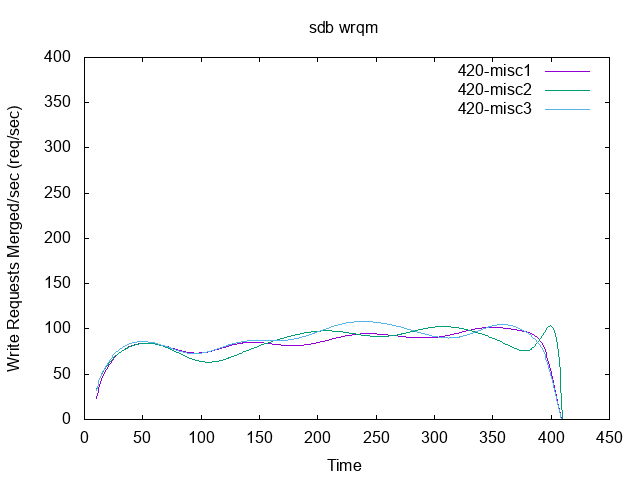 sdb wrqm
420-misc1
420-misc2
420-misc3
Write Requests Merged/sec (req/sec)
400
350
300
250
200
150
100
50
0
0 50 100 150 200 250 300 350 400 450
Time